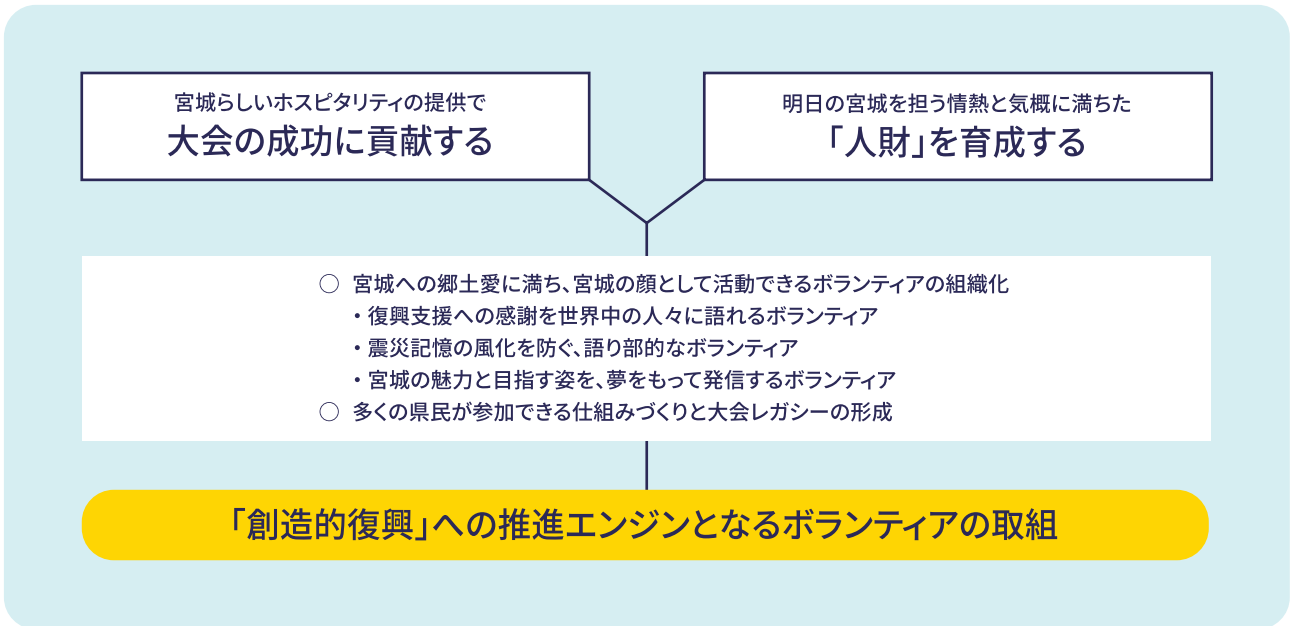 宮城らしいホスピタリティの提供で
大会の成功に貢献する
明日の宮城を担う情熱と気概に満ちた
「人財」を育成する
○ 宮城への郷土愛に満ち、宮城の顔として活動できるボランティアの組織化
・復興支援への感謝を世界中の人々に語れるボランティア
・震災記憶の風化を防ぐ、語り部的なボランティア
・宮城の魅力と目指す姿を、夢をもって発信するボランティア
○ 多くの県民が参加できる仕組みづくりと大会レガシーの形成
「創造的復興」への推進エンジンとなるボランティアの取組